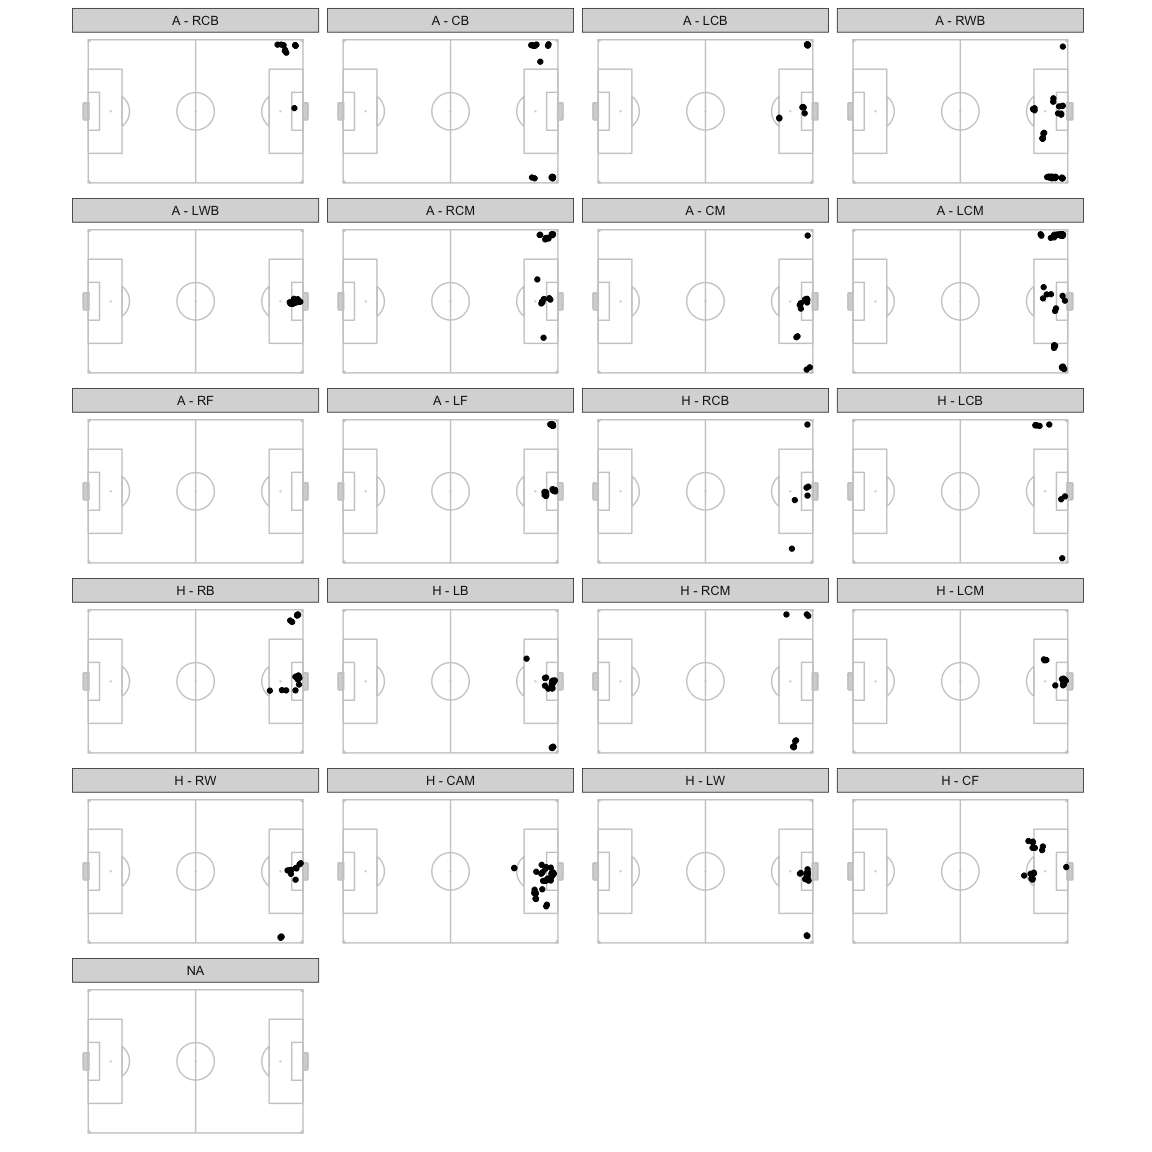 A - RCB
A - CB
A - LCB
A - RWB
A - LWB
A - RCM
A - CM
A - LCM
A - RF
A - LF
H - RCB
H - LCB
H - RB
H - LB
H - RCM
H - LCM
H - RW
H - CAM
H - LW
H - CF
NA